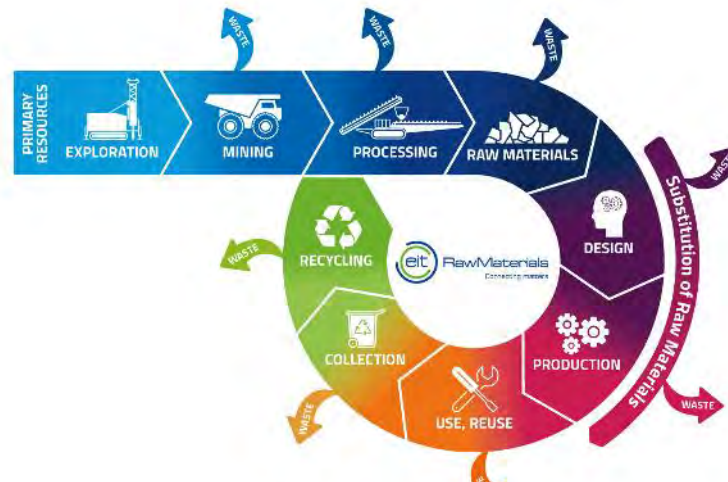 WASTE
WASTE
WASTE
PRIMARY
RESOURCES
EXPLORATION
MINING
PROCESSING
RAW MATERIALS
WASTE
Substitution of Raw Materials
DESIGN
RECYCLING
WASTE
eit RawMaterials
Connecting matters
COLLECTION
PRODUCTION
USE, REUSE
WASTE
WASTE
WASTE